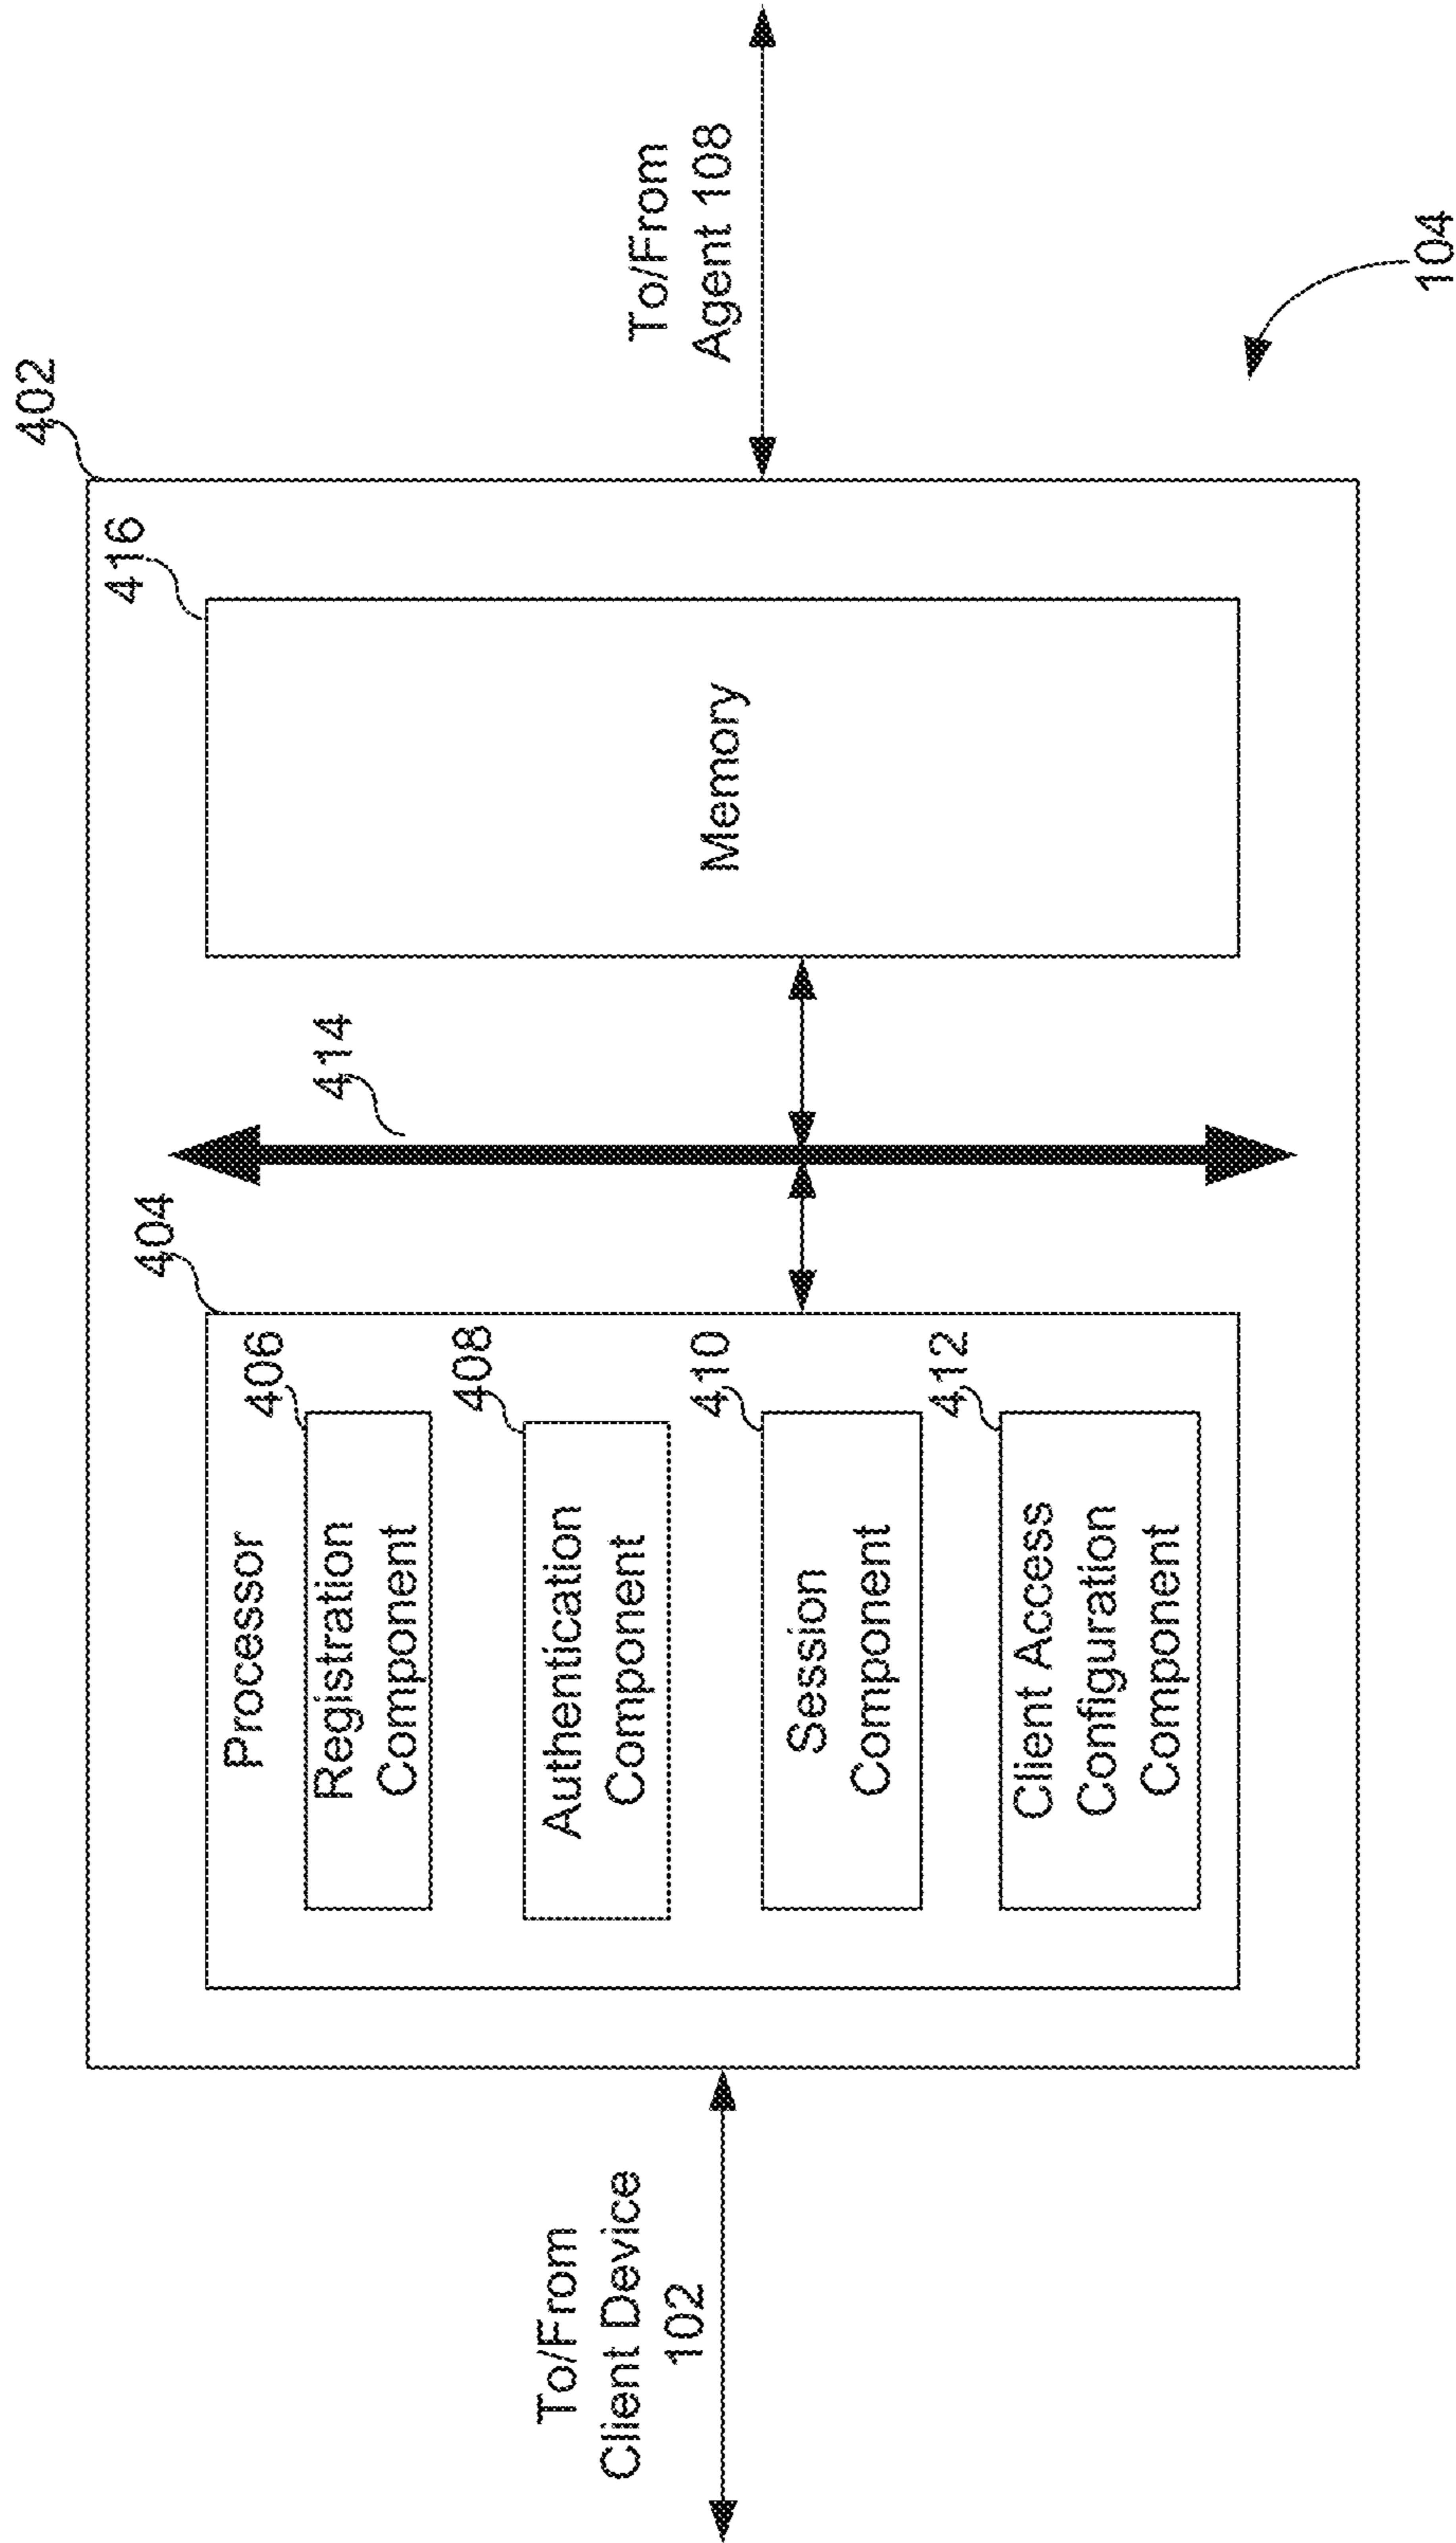 402
404
414
416
Processor
406
Registration
Component
408
Authentication
Component
410
Session
Component
412
Client Access
Configuration
Component
Memory
To/From
Client Device
102
To/From
Agent 108
104